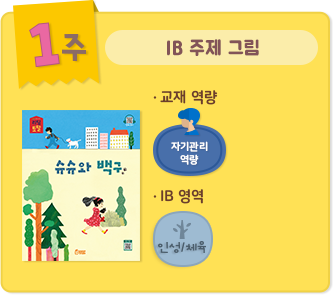 1주
IB 주제 그림
슈슈와 백구
· 교재 역량
자기관리
역량
· IB 영역
인성/체육